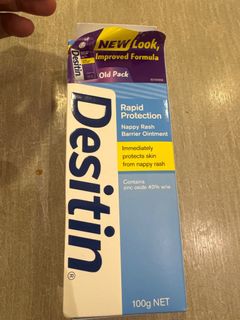 NEW Look,
Improved Formula
Desitin
Old Pack
Rapid
Protection
Nappy Rash
Barrier Ointment
Immediately
protects skin
from nappy rash
Contains
zinc oxide 40% w/w
Desitin®
100g NET